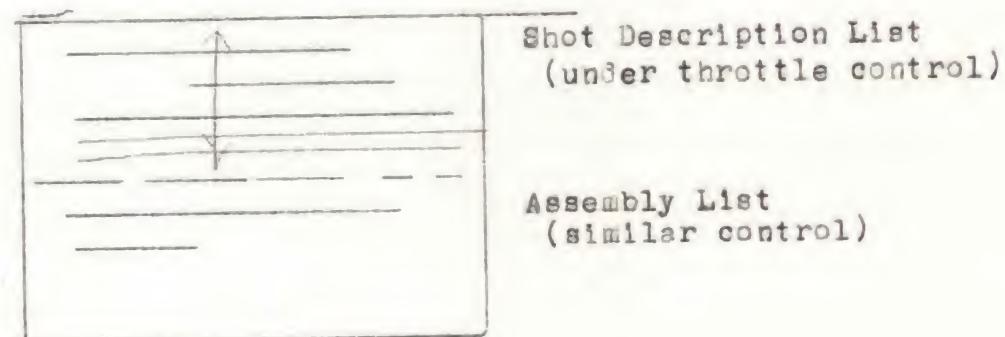 Shot Description List
(under throttle control)
Assembly List
(similar control)